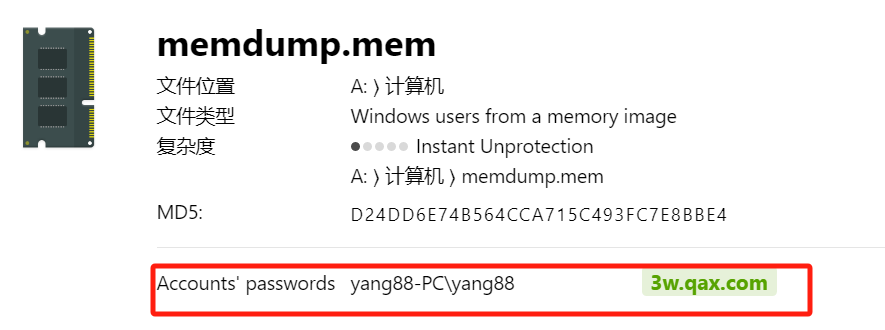 memdump.mem
文件位置 A: 〉计算机
文件类型 Windows users from a memory image
复杂度 Instant Unprotection
A: 〉计算机 〉memdump.mem
MD5: D24DD6E74B564CCA715C493FC7E8BBE4
Accounts' passwords yang88-PC\yang88 3w.qax.com